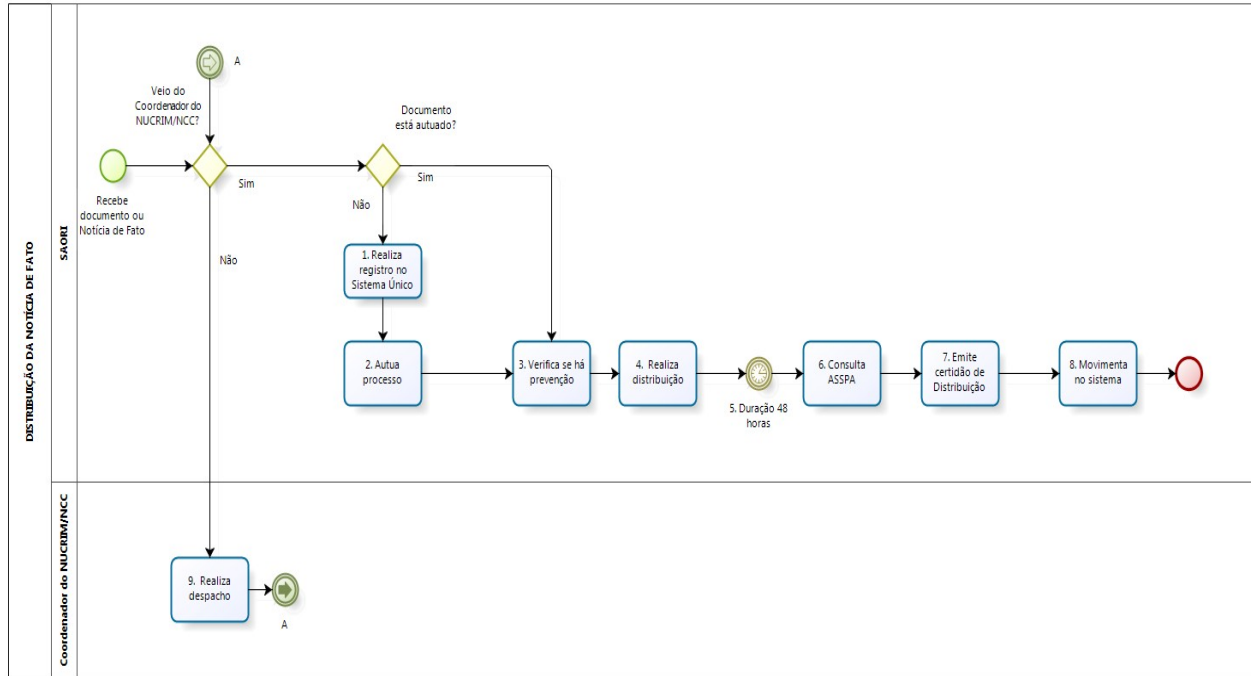 DISTRIBUIÇÃO DA NOTÍCIA DE FATO
SAORI
A
Veio do
Coordenador do
NUCRIM/NCC?
Documento
está autuado?
Sim
Sim
Recebe
documento ou
Notícia de Fato
Não
Não
1. Realiza
registro no
Sistema Único
2. Autua
processo
3. Verifica se há
prevenção
4. Realiza
distribuição
5. Duração 48
horas
6. Consulta
ASSPA
7. Emite
certidão de
Distribuição
8. Movimenta
no sistema
Coordenador do NUCRIM/NCC
9. Realiza
despacho
A